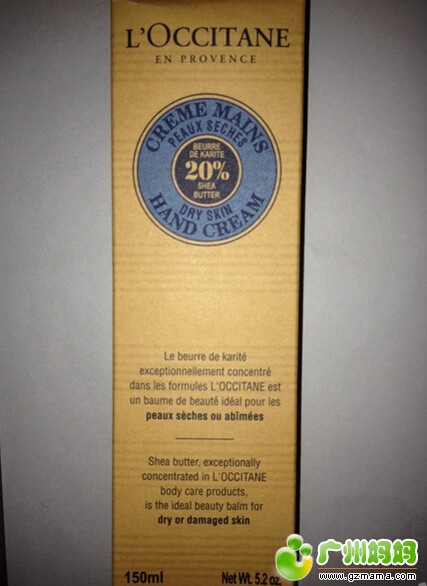 L'OCCITANE
EN PROVENCE
CREME MAINS
PEAUX SECHES
BEURRE
DE KARITE
20%
SHEA
BUTTER
DRY SKIN
HAND CREAM
Le beurre de karité
exceptionnellement concentré
dans les formules L'OCCITANE est
un baume de beauté idéal pour les
peaux sèches ou abîmées
Shea butter, exceptionally
concentrated in L'OCCITANE
body care products,
is the ideal beauty balm for
dry or damaged skin
150ml Net Wt. 5.2 oz.
广州妈妈
www.gzmama.com